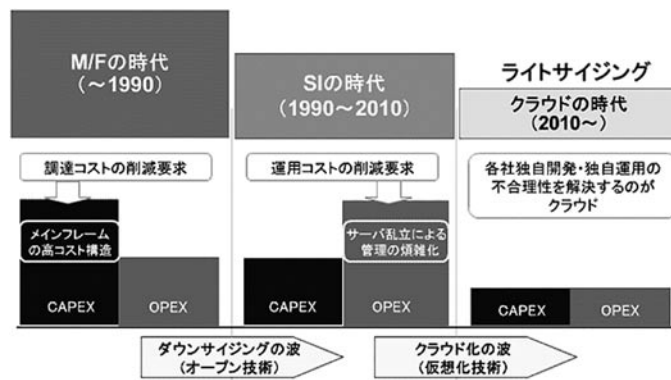 M/Fの時代
（～1990）
SIの時代
（1990～2010）
ライトサイジング
クラウドの時代
（2010～）
調達コストの削減要求
運用コストの削減要求
各社独自開発・独自運用の
不合理性を解決するのが
クラウド
メインフレーム
の高コスト構造
サーバ乱立による
管理の煩雑化
CAPEX
OPEX
CAPEX
OPEX
CAPEX
OPEX
ダウンサイジングの波
（オープン技術）
クラウド化の波
（仮想化技術）